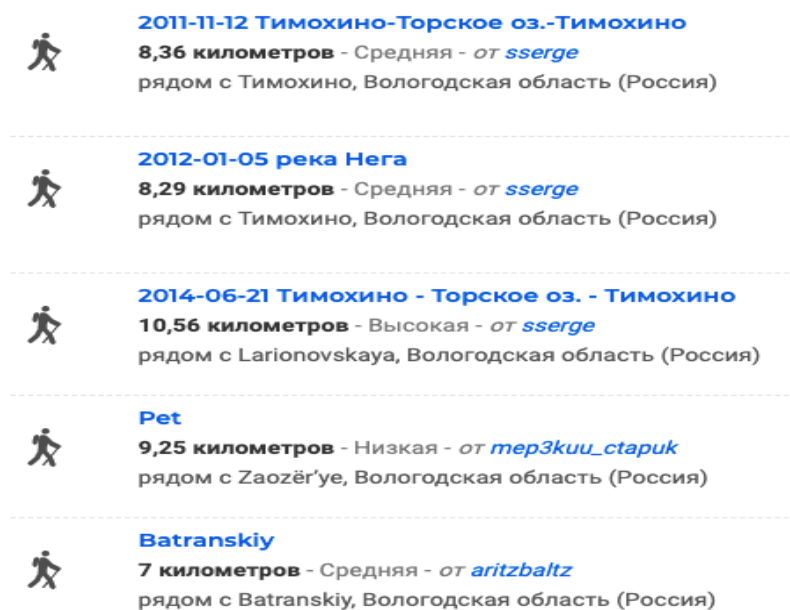 2011-11-12 Тимохино-Торское оз.-Тимохино
8,36 километров - Средняя - от sserge
рядом с Тимохино, Вологодская область (Россия)
2012-01-05 река Нега
8,29 километров - Средняя - от sserge
рядом с Тимохино, Вологодская область (Россия)
2014-06-21 Тимохино - Торское оз. - Тимохино
10,56 километров - Высокая - от sserge
рядом с Larionovskaya, Вологодская область (Россия)
Pet
9,25 километров - Низкая - от mep3kuu_ctapuk
рядом с Zaozër'ye, Вологодская область (Россия)
Batranskiy
7 километров - Средняя - от aritzbaltz
рядом с Batranskiy, Вологодская область (Россия)